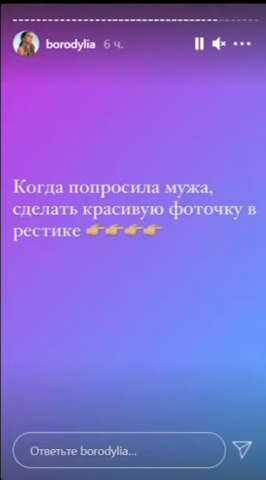 borodylia 6 ч.
Когда попросила мужа,
сделать красивую фоточку в
рестике 👉🏼👉🏼👉🏼👉🏼
Ответьте borodylia...